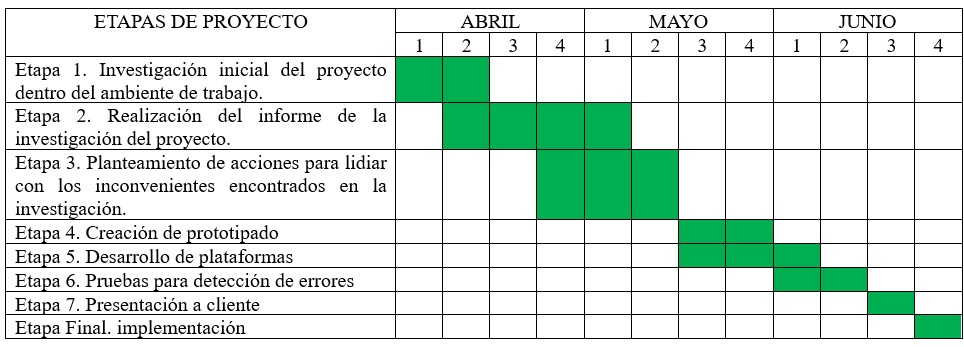 ETAPAS DE PROYECTO ABRIL MAYO JUNIO
1 2 3 4 1 2 3 4 1 2 3 4
Etapa 1. Investigación inicial del proyecto
dentro del ambiente de trabajo.
Etapa 2. Realización del informe de la
investigación del proyecto.
Etapa 3. Planteamiento de acciones para lidiar
con los inconvenientes encontrados en la
investigación.
Etapa 4. Creación de prototipado
Etapa 5. Desarrollo de plataformas
Etapa 6. Pruebas para detección de errores
Etapa 7. Presentación a cliente
Etapa Final. implementación